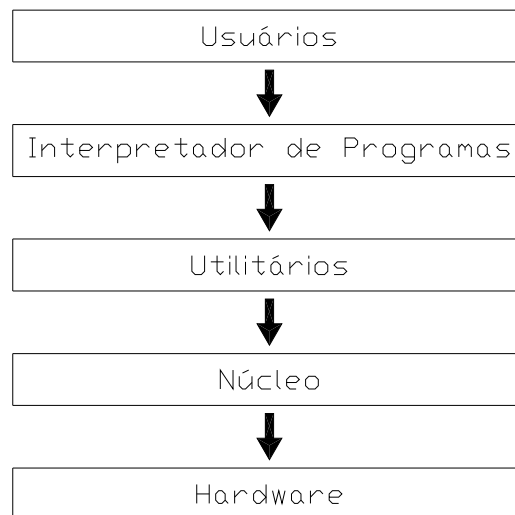 Usuários
Interpretador de Programas
Utilitários
Núcleo
Hardware